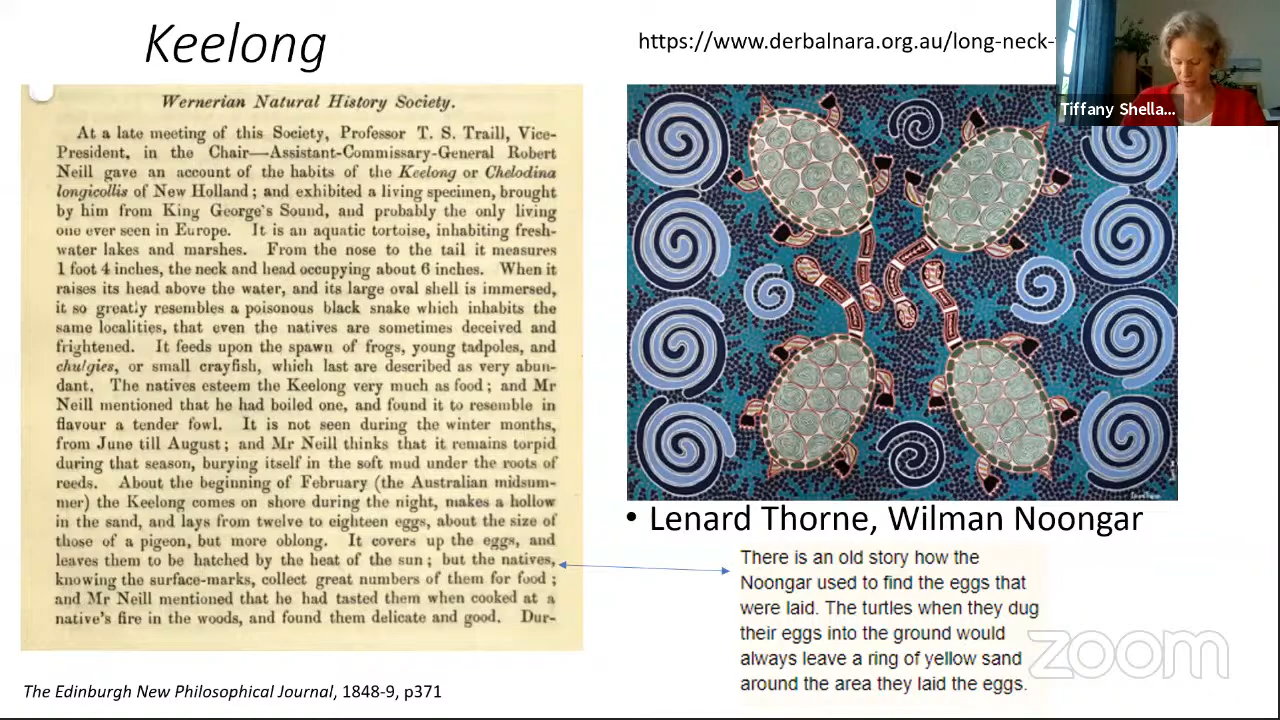 Keelong
https://www.derbalnara.org.au/long-neck-
Tiffany Shella...
Wernerian Natural History Society.
At a late meeting of this Society, Professor T. S. Traill, Vice-
President, in the Chair—Assistant-Commissary-General Robert
Neill gave an account of the habits of the Keelong or Chelodina
longicollis of New Holland; and exhibited a living specimen, brought
by him from King George's Sound, and probably the only living
one ever seen in Europe. It is an aquatic tortoise, inhabiting fresh-
water lakes and marshes. From the nose to the tail it measures
1 foot 4 inches, the neck and head occupying about 6 inches. When it
raises its head above the water, and its large oval shell is immersed,
it so greatly resembles a poisonous black snake which inhabits the
same localities, that even the natives are sometimes deceived and
frightened. It feeds upon the spawn of frogs, young tadpoles, and
chulgies, or small crayfish, which last are described as very abun-
dant. The natives esteem the Keelong very much as food; and Mr
Neill mentioned that he had boiled one, and found it to resemble in
flavour a tender fowl. It is not seen during the winter months,
from June till August; and Mr Neill thinks that it remains torpid
during that season, burying itself in the soft mud under the roots of
reeds. About the beginning of February (the Australian midsum-
mer) the Keelong comes on shore during the night, makes a hollow
in the sand, and lays from twelve to eighteen eggs, about the size of
those of a pigeon, but more oblong. It covers up the eggs, and
leaves them to be hatched by the heat of the sun; but the natives,
knowing the surface-marks, collect great numbers of them for food;
and Mr Neill mentioned that he had tasted them when cooked at a
native's fire in the woods, and found them delicate and good. Dur-
The Edinburgh New Philosophical Journal, 1848-9, p371
• Lenard Thorne, Wilman Noongar
There is an old story how the
Noongar used to find the eggs that
were laid. The turtles when they dug
their eggs into the ground would
always leave a ring of yellow sand
around the area they laid the eggs.
zoom